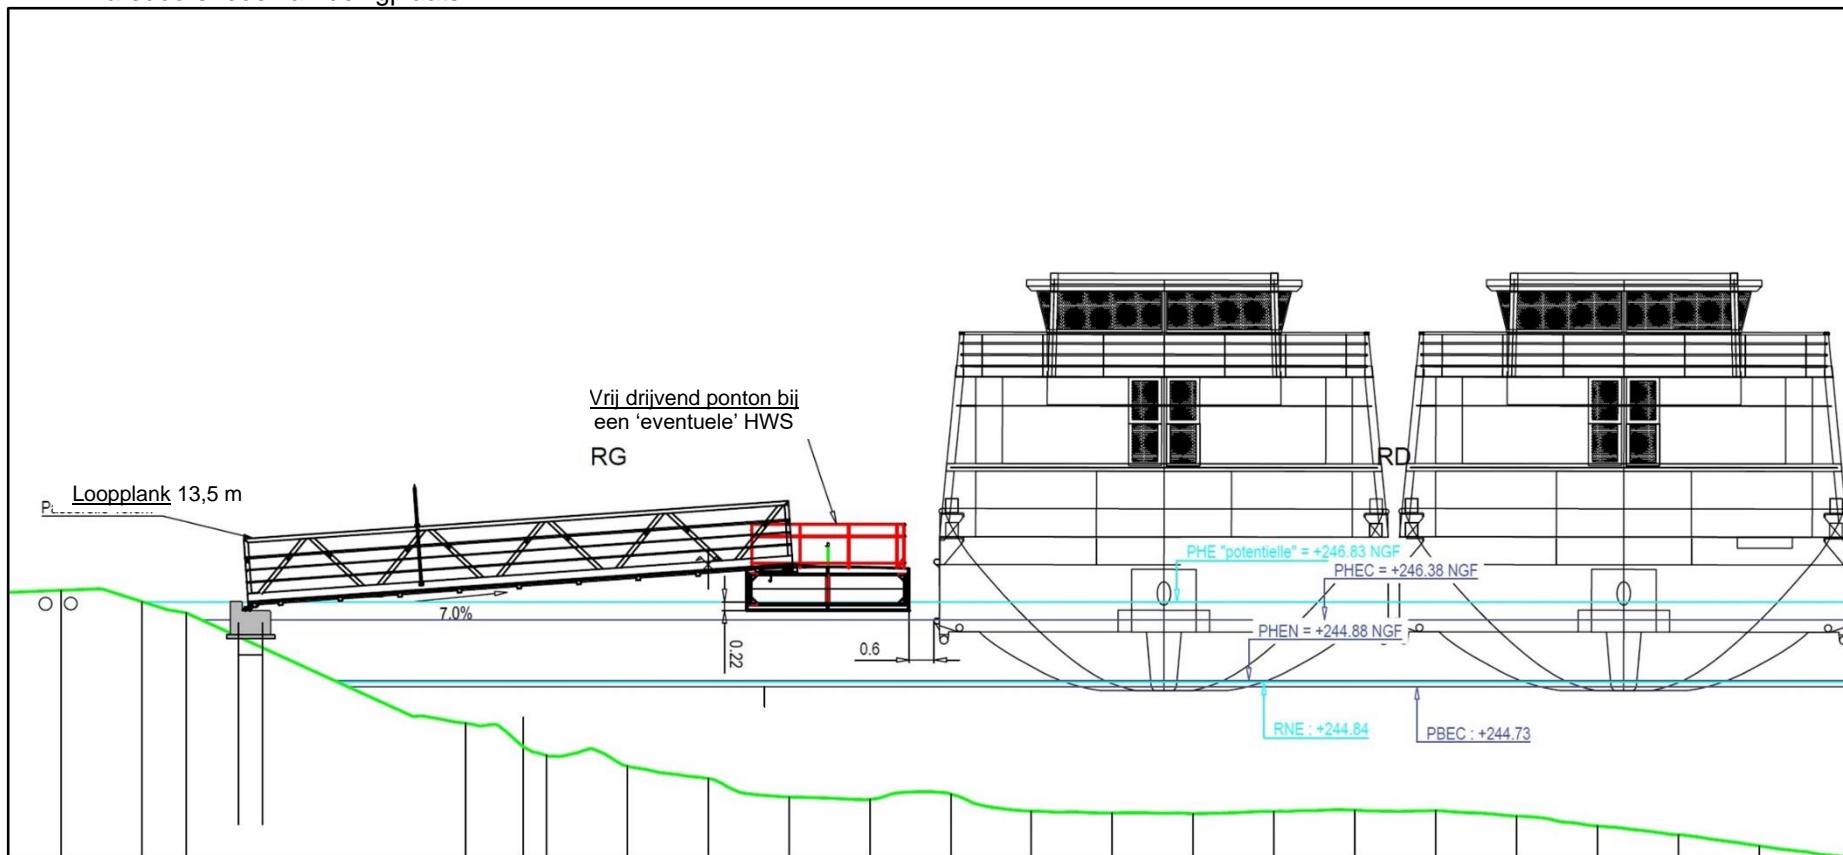 Vrij drijvend ponton bij
een ‘eventuele’ HWS
RG
RD
Loopplank 13,5 m
PHE "potentielle" = +246.83 NGF
PHEC = +246.38 NGF
7.0%
PHEN = +244.88 NGF
0.22
0.6
RNE : +244.84
PBEC : +244.73